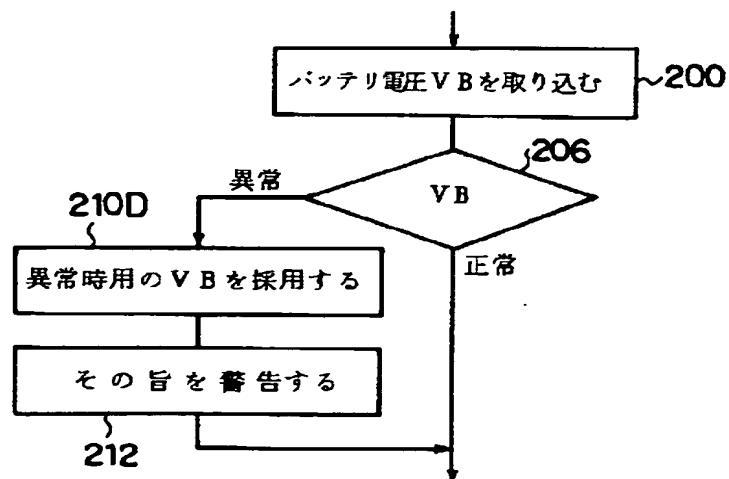 バッテリ電圧VBを取り込む
200
206
VB
異常
210D
正常
異常時用のVBを採用する
その旨を警告する
212